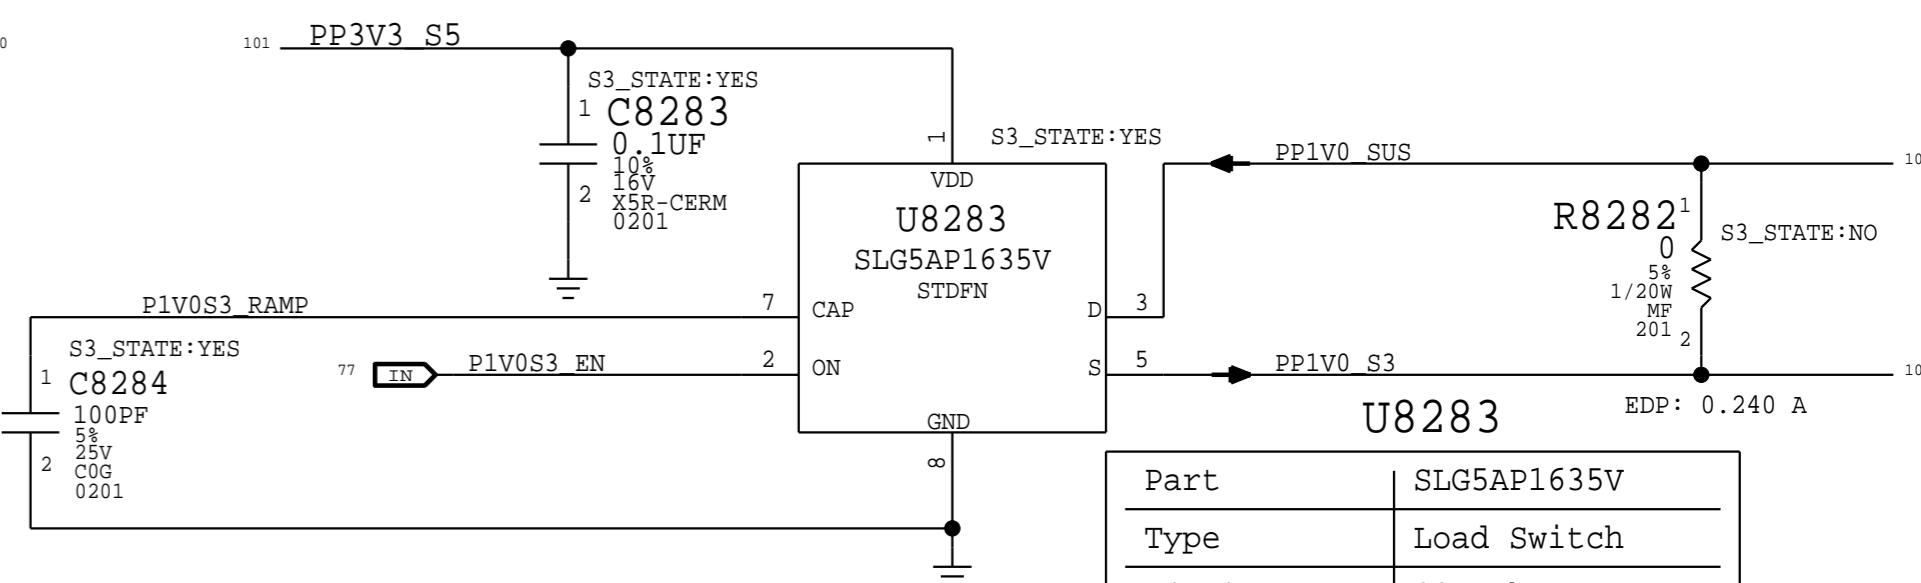 0
101
PP3V3_S5
S3_STATE:YES
1
C8283
0.1UF
10%
16V
2
X5R-CERM
0201
1
S3_STATE:YES
PP1V0_SUS
10
VDD
U8283
SLG5AP1635V
STDFN
R8282
1
0
S3_STATE:NO
5%
1/20W
MF
201
2
P1V0S3_RAMP
7
CAP
D
3
S3_STATE:YES
1
C8284
100PF
5%
25V
2
C0G
0201
77
IN
P1V0S3_EN
2
ON
S
5
PP1V0_S3
10
EDP: 0.240 A
GND
8
U8283
Part
SLG5AP1635V
Type
Load Switch